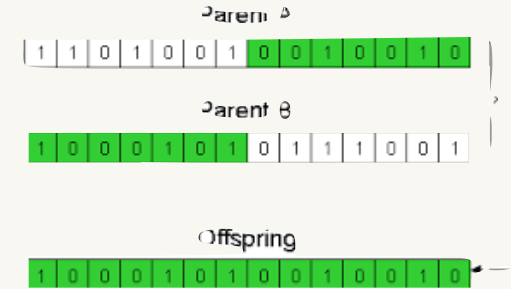 Parent A
1 1 0 1 0 0 1 0 0 1 0 0 1 0
Parent B
1 0 0 0 1 0 1 0 1 1 1 0 0 1
Offspring
1 0 0 0 1 0 1 0 0 1 0 0 1 0